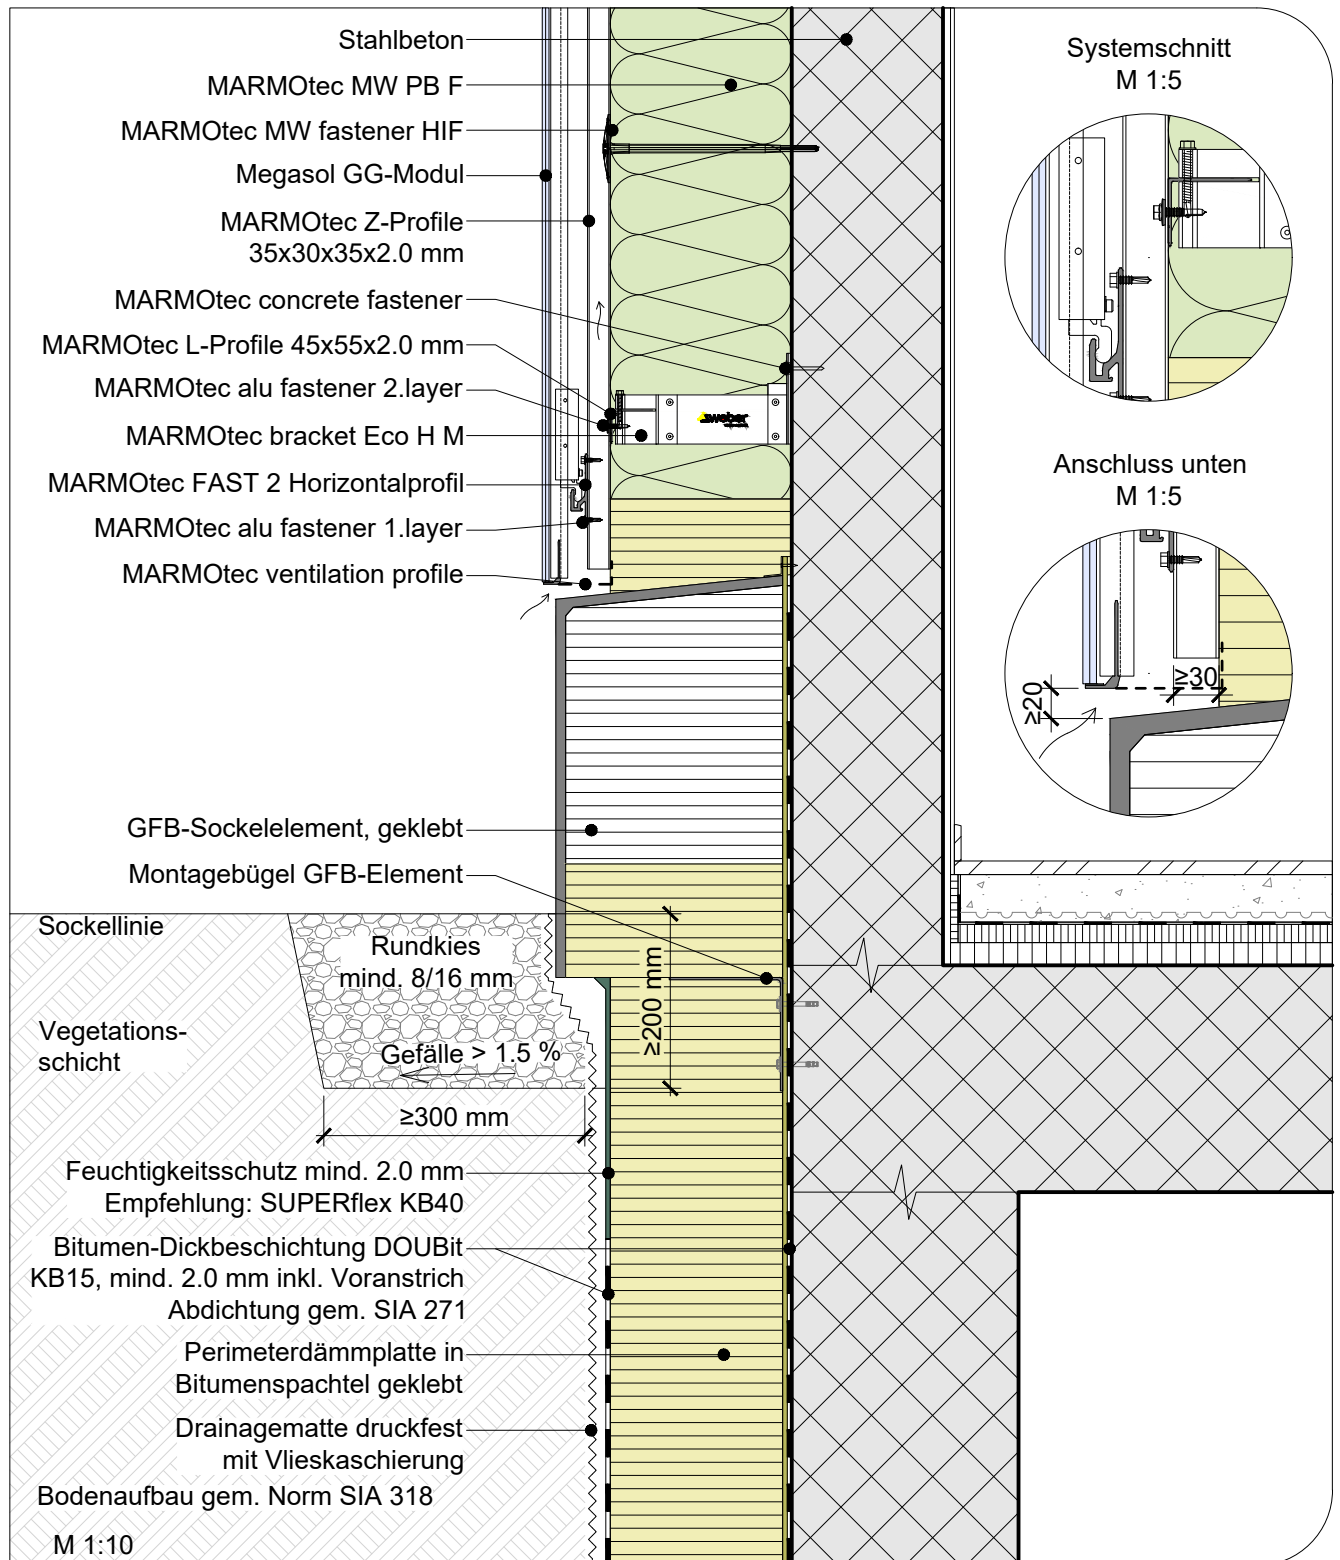 Stahlbeton
MARMOtec MW PB F
MARMOtec MW fastener HIF
Megasol GG-Modul
MARMOtec Z-Profile
35x30x35x2.0 mm
MARMOtec concrete fastener
MARMOtec L-Profile 45x55x2.0 mm
MARMOtec alu fastener 2.layer
MARMOtec bracket Eco H M
weber
MARMOtec FAST 2 Horizontalprofil
MARMOtec alu fastener 1.layer
MARMOtec ventilation profile
Systemschnitt
M 1:5
Anschluss unten
M 1:5
≥30
≥20
GFB-Sockelelement, geklebt
Montagebügel GFB-Element
Sockellinie
Rundkies
mind. 8/16 mm
≥200 mm
Vegetations-
schicht
Gefälle > 1.5 %
≥300 mm
Feuchtigkeitsschutz mind. 2.0 mm
Empfehlung: SUPERflex KB40
Bitumen-Dickbeschichtung DOUBit
KB15, mind. 2.0 mm inkl. Voranstrich
Abdichtung gem. SIA 271
Perimeterdämmplatte in
Bitumenspachtel geklebt
Drainagematte druckfest
mit Vlieskaschierung
Bodenaufbau gem. Norm SIA 318
M 1:10